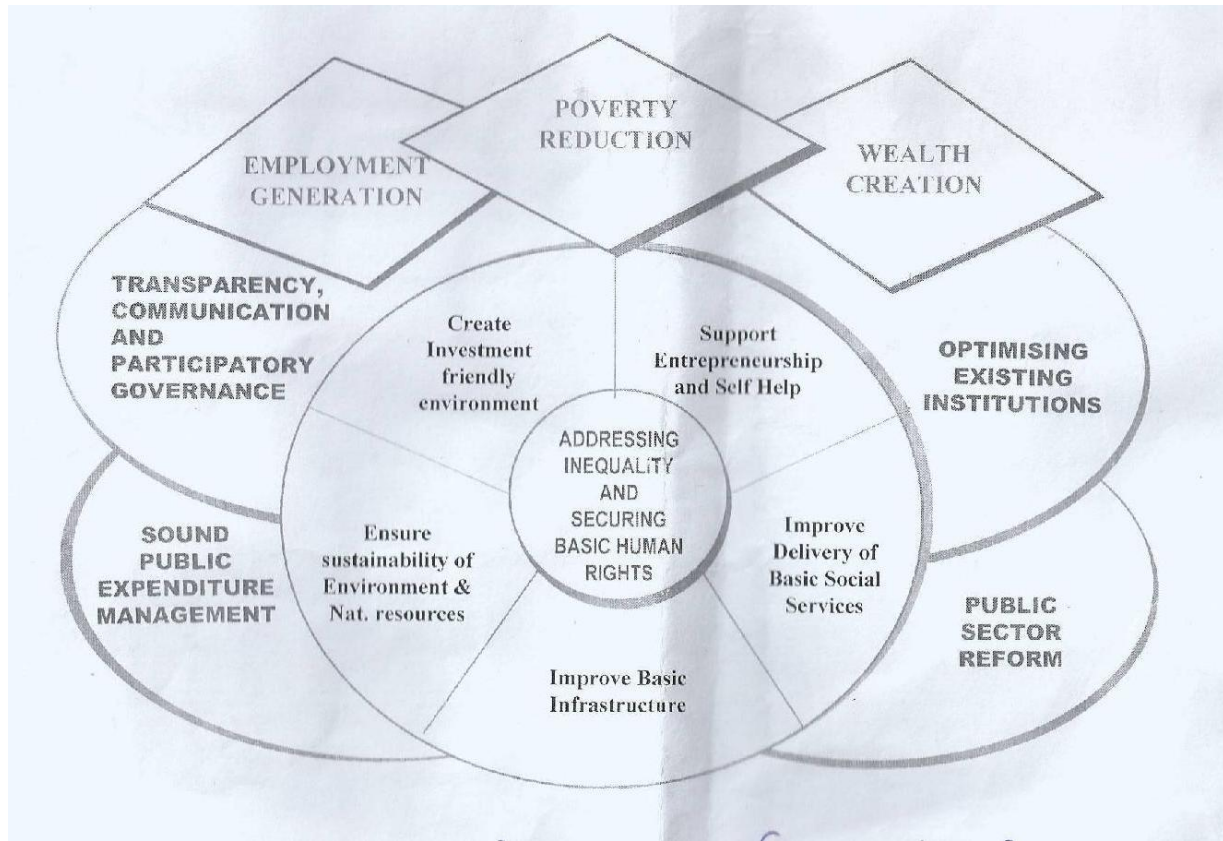 POVERTY
REDUCTION
EMPLOYMENT
GENERATION
WEALTH
CREATION
TRANSPARENCY,
COMMUNICATION
AND
PARTICIPATORY
GOVERNANCE
Create
Investment
friendly
environment
Support
Entrepreneurship
and Self Help
OPTIMISING
EXISTING
INSTITUTIONS
ADDRESSING
INEQUALITY
AND
SECURING
BASIC HUMAN
RIGHTS
SOUND
PUBLIC
EXPENDITURE
MANAGEMENT
Ensure
sustainability of
Environment &
Nat. resources
Improve
Delivery of
Basic Social
Services
PUBLIC
SECTOR
REFORM
Improve Basic
Infrastructure